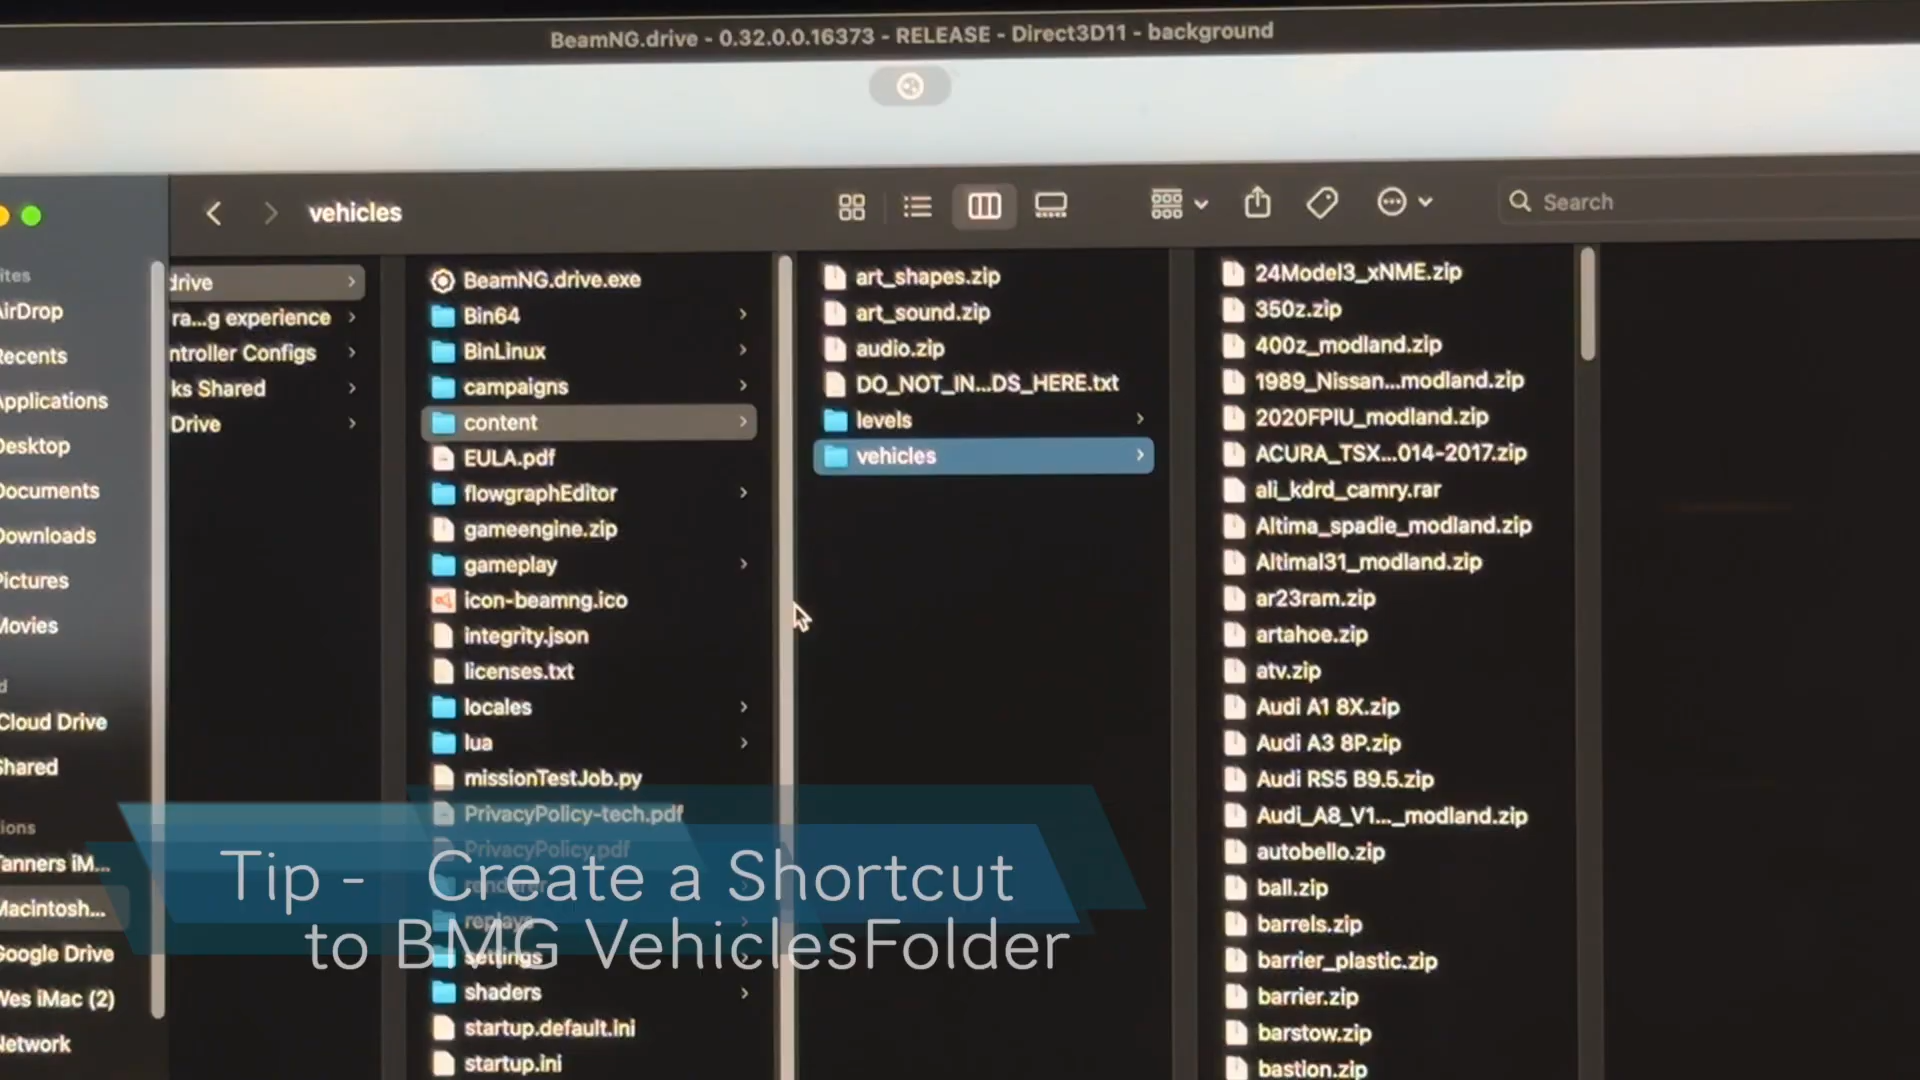 BeamNG.drive - 0.32.0.0.16373 - RELEASE - Direct3D11 - background
vehicles
Search
ites
AirDrop
Recents
Applications
Desktop
Documents
Downloads
Pictures
Movies
d
Cloud Drive
Shared
ions
Tanners iM...
Macintosh...
Google Drive
Wes iMac (2)
Network
drive
ra...g experience
ntroller Configs
ks Shared
Drive
BeamNG.drive.exe
Bin64
BinLinux
campaigns
content
EULA.pdf
flowgraphEditor
gameengine.zip
gameplay
icon-beamng.ico
integrity.json
licenses.txt
locales
lua
missionTestJob.py
PrivacyPolicy-tech.pdf
PrivacyPolicy.pdf
renderer
replays
settings
shaders
startup.default.ini
startup.ini
art_shapes.zip
art_sound.zip
audio.zip
DO_NOT_IN...DS_HERE.txt
levels
vehicles
24Model3_xNME.zip
350z.zip
400z_modland.zip
1989_Nissan...modland.zip
2020FPIU_modland.zip
ACURA_TSX...014-2017.zip
ali_kdrd_camry.rar
Altima_spadie_modland.zip
Altimal31_modland.zip
ar23ram.zip
artahoe.zip
atv.zip
Audi A1 8X.zip
Audi A3 8P.zip
Audi RS5 B9.5.zip
Audi_A8_V1..._modland.zip
autobello.zip
ball.zip
barrels.zip
barrier_plastic.zip
barrier.zip
barstow.zip
bastion.zip
Tip - Create a Shortcut
to BMG VehiclesFolder